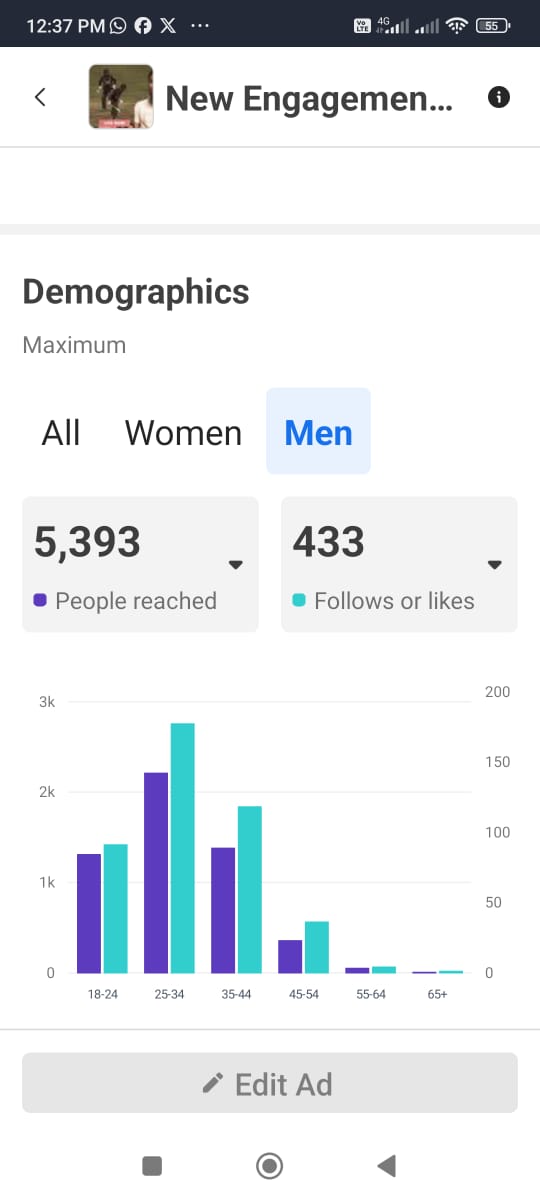 12:37 PM ...
Vo LTE 4G 55
New Engagemen...
Demographics
Maximum
All Women Men
5,393 433
People reached Follows or likes
3k 200
150
2k
100
1k
50
0 0
18-24 25-34 35-44 45-54 55-64 65+
Edit Ad